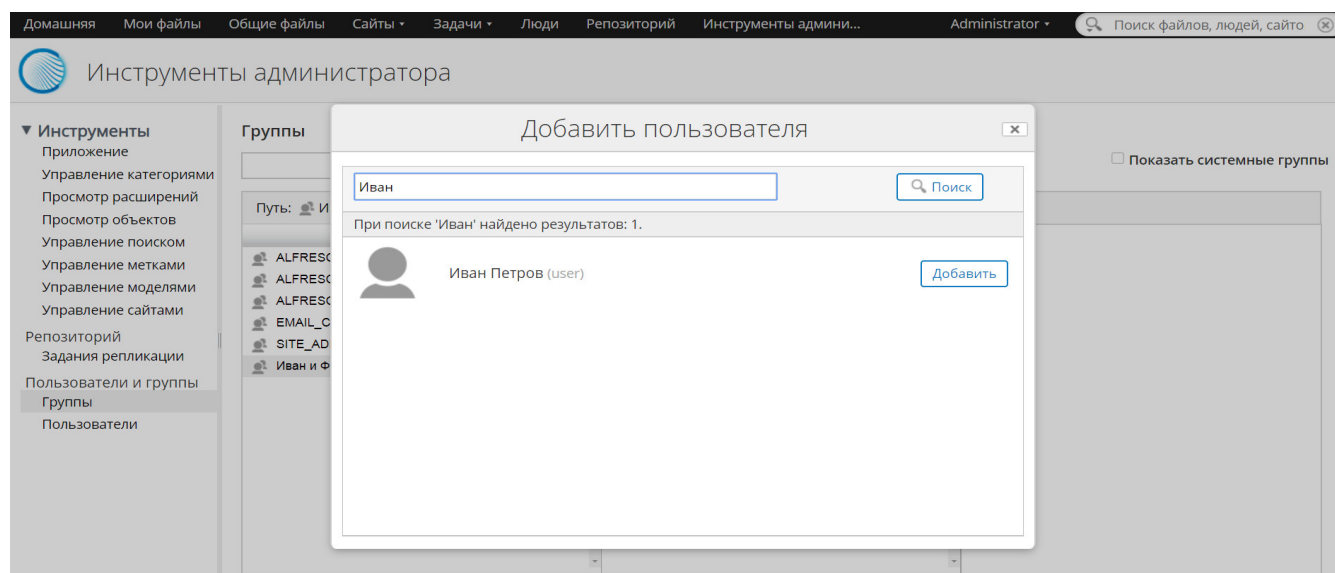 Домашняя Мои файлы Общие файлы Сайты Задачи Люди Репозиторий Инструменты админи... Administrator Поиск файлов, людей, сайто
Инструменты администратора
Инструменты
Приложение
Управление категориями
Просмотр расширений
Просмотр объектов
Управление поиском
Управление метками
Управление моделями
Управление сайтами
Репозиторий
Задания репликации
Пользователи и группы
Группы
Пользователи
Группы
Показать системные группы
Путь: И
ALFRESC
ALFRESC
ALFRESC
EMAIL_C
SITE_AD
Иван и Ф
Добавить пользователя
Иван
Поиск
При поиске 'Иван' найдено результатов: 1.
Иван Петров (user)
Добавить